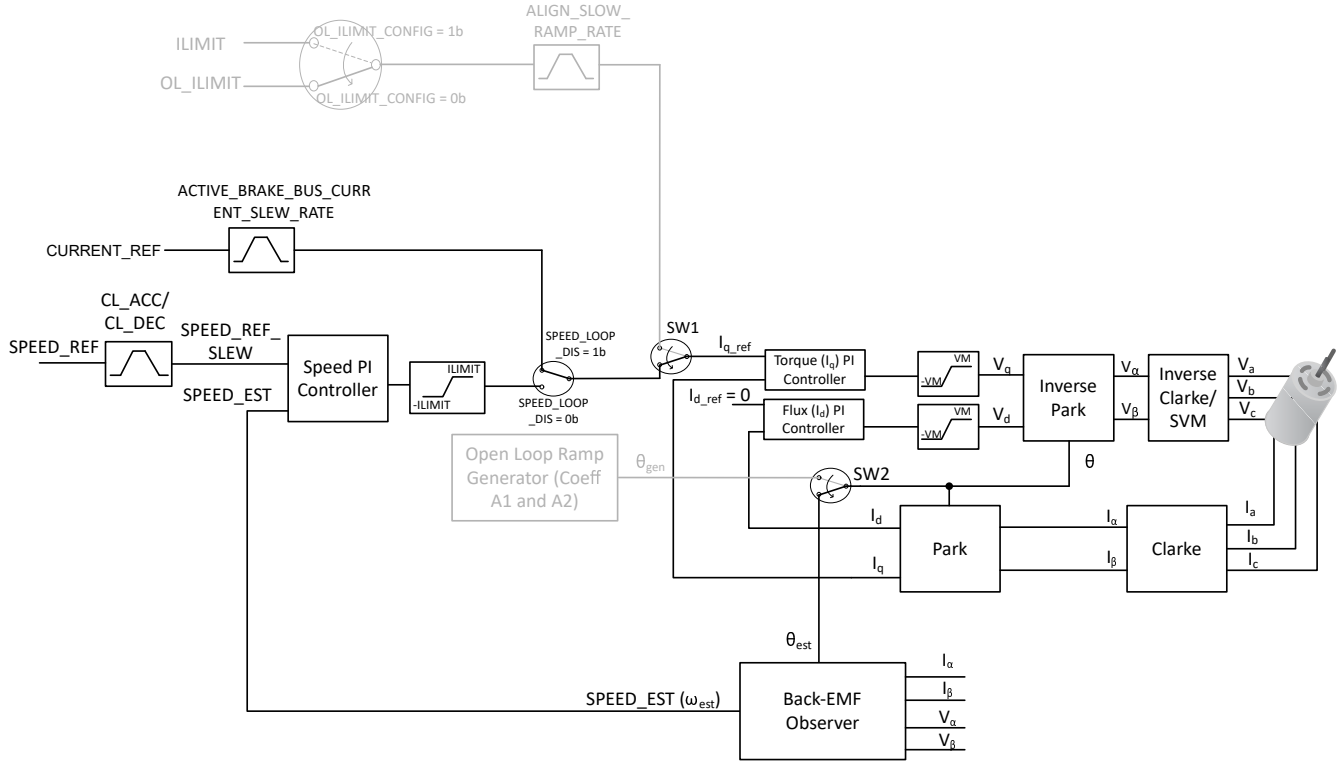 ALIGN_SLOW_
RAMP_RATE
OL_ILIMIT_CONFIG = 1b
ILIMIT
OL_ILIMIT
OL_ILIMIT_CONFIG = 0b
ACTIVE_BRAKE_BUS_CURR
ENT_SLEW_RATE
CURRENT_REF
CL_ACC/
CL_DEC
SPEED_REF
SPEED_REF_
SLEW
SPEED_EST
Speed PI
Controller
ILIMIT
-ILIMIT
SPEED_LOOP
_DIS = 1b
SPEED_LOOP
_DIS = 0b
SW1
Iq_ref
Torque (Iq) PI
Controller
VM
-VM
Vq
Id_ref = 0
Flux (Id) PI
Controller
VM
-VM
Vd
Inverse
Park
Vα
Vβ
Inverse
Clarke/
SVM
Va
Vb
Vc
Open Loop Ramp
Generator (Coeff
A1 and A2)
θgen
SW2
θ
Id
Iq
Park
Iα
Iβ
Clarke
Ia
Ib
Ic
θest
SPEED_EST (ωest)
Back-EMF
Observer
Iα
Iβ
Vα
Vβ